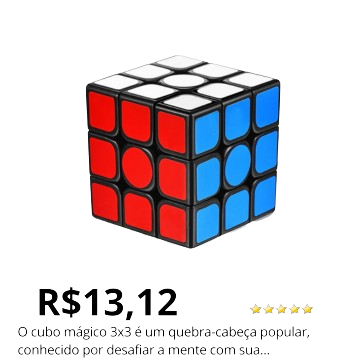 R$13,12
O cubo mágico 3x3 é um quebra-cabeça popular,
conhecido por desafiar a mente com sua...